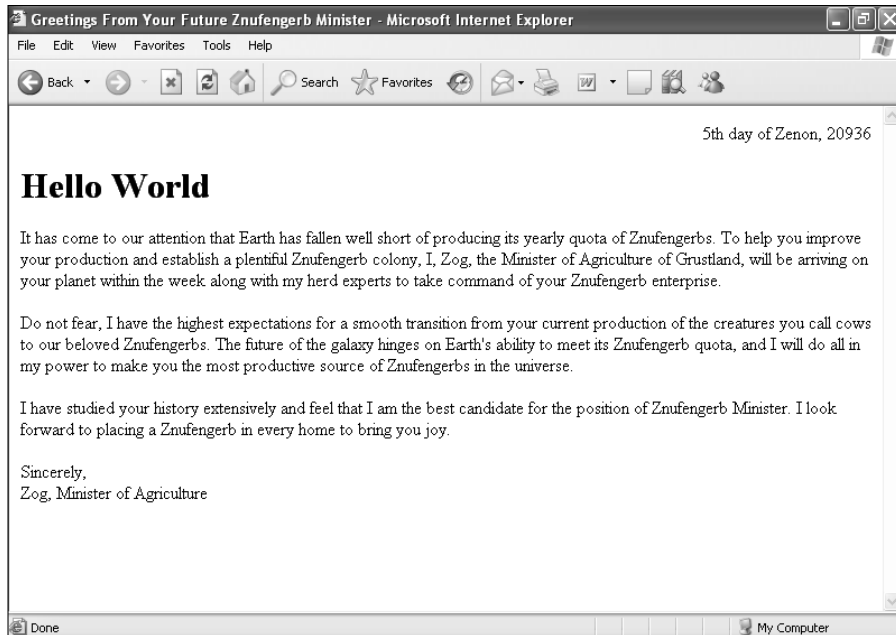 Greetings From Your Future Znufengerb Minister - Microsoft Internet Explorer
File Edit View Favorites Tools Help
Back Search Favorites W
5th day of Zenon, 20936
Hello World
It has come to our attention that Earth has fallen well short of producing its yearly quota of Znufengerbs. To help you improve
your production and establish a plentiful Znufengerb colony, I, Zog, the Minister of Agriculture of Grustland, will be arriving on
your planet within the week along with my herd experts to take command of your Znufengerb enterprise.
Do not fear, I have the highest expectations for a smooth transition from your current production of the creatures you call cows
to our beloved Znufengerbs. The future of the galaxy hinges on Earth's ability to meet its Znufengerb quota, and I will do all in
my power to make you the most productive source of Znufengerbs in the universe.
I have studied your history extensively and feel that I am the best candidate for the position of Znufengerb Minister. I look
forward to placing a Znufengerb in every home to bring you joy.
Sincerely,
Zog, Minister of Agriculture
Done My Computer